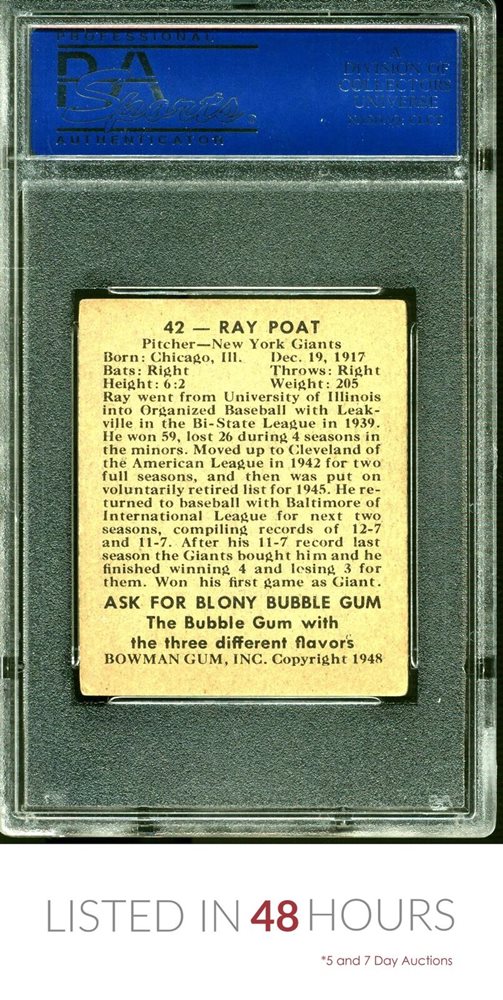 PROFESSIONAL
PSA
Sports
AUTHENTICATOR
A
DIVISION OF
COLLECTORS
UNIVERSE
NASDAQ: CLCT
42 — RAY POAT
Pitcher—New York Giants
Born: Chicago, Ill. Dec. 19, 1917
Bats: Right Throws: Right
Height: 6:2 Weight: 205
Ray went from University of Illinois
into Organized Baseball with Leak-
ville in the Bi-State League in 1939.
He won 59, lost 26 during 4 seasons in
the minors. Moved up to Cleveland of
the American League in 1942 for two
full seasons, and then was put on
voluntarily retired list for 1945. He re-
turned to baseball with Baltimore of
International League for next two
seasons, compiling records of 12-7
and 11-7. After his 11-7 record last
season the Giants bought him and he
finished winning 4 and losing 3 for
them. Won his first game as Giant.
ASK FOR BLONY BUBBLE GUM
The Bubble Gum with
the three different flavors
BOWMAN GUM, INC. Copyright 1948
LISTED IN 48 HOURS
*5 and 7 Day Auctions